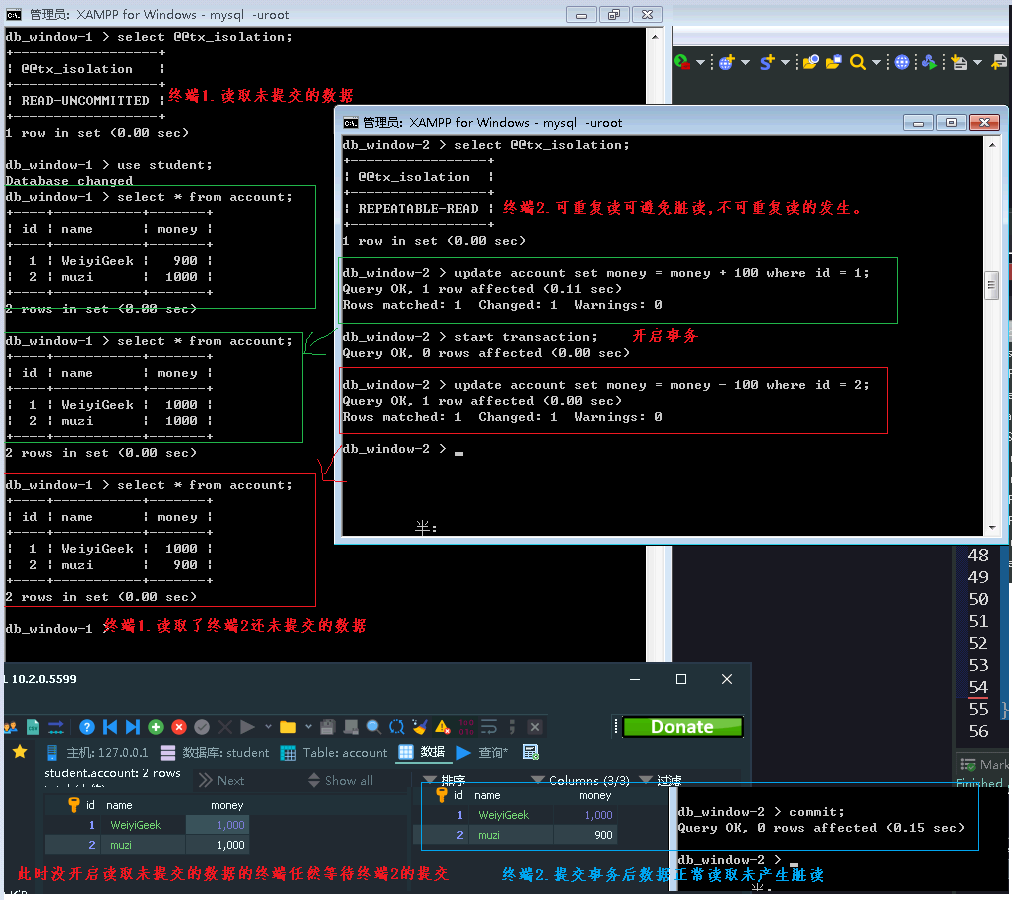 管理员: XAMPP for Windows - mysql -uroot
db_window-1 > select @@tx_isolation;
+------------------+
| @@tx_isolation   |
+------------------+
| READ-UNCOMMITTED |
终端1.读取未提交的数据
+------------------+
1 row in set (0.00 sec)
db_window-1 > use student;
Database changed
db_window-1 > select * from account;
+----+-----------+-------+
| id | name      | money |
+----+-----------+-------+
|  1 | WeiyiGeek |   900 |
|  2 | muzi      |  1000 |
+----+-----------+-------+
2 rows in set (0.00 sec)
db_window-1 > select * from account;
+----+-----------+-------+
| id | name      | money |
+----+-----------+-------+
|  1 | WeiyiGeek |  1000 |
|  2 | muzi      |  1000 |
+----+-----------+-------+
2 rows in set (0.00 sec)
db_window-1 > select * from account;
+----+-----------+-------+
| id | name      | money |
+----+-----------+-------+
|  1 | WeiyiGeek |  1000 |
|  2 | muzi      |   900 |
+----+-----------+-------+
2 rows in set (0.00 sec)
db_window-1 >
终端1.读取了终端2还未提交的数据
管理员: XAMPP for Windows - mysql -uroot
db_window-2 > select @@tx_isolation;
+-----------------+
| @@tx_isolation  |
+-----------------+
| REPEATABLE-READ |
终端2.可重复读可避免脏读,不可重复读的发生。
+-----------------+
1 row in set (0.00 sec)
db_window-2 > update account set money = money + 100 where id = 1;
Query OK, 1 row affected (0.11 sec)
Rows matched: 1  Changed: 1  Warnings: 0
db_window-2 > start transaction;
开启事务
Query OK, 0 rows affected (0.00 sec)
db_window-2 > update account set money = money - 100 where id = 2;
Query OK, 1 row affected (0.00 sec)
Rows matched: 1  Changed: 1  Warnings: 0
db_window-2 >
半:
48
49
50
51
52
53
54
55 }
56
Mark
Finished
10.2.0.5599
Donate
主机: 127.0.0.1
数据库: student
Table: account
数据
查询*
student.account: 2 rows
Next
Show all
排序
Columns (3/3)
过滤
id name money
1 WeiyiGeek 1,000
2 muzi 1,000
id name money
1 WeiyiGeek 1,000
2 muzi 900
db_window-2 > commit;
Query OK, 0 rows affected (0.15 sec)
db_window-2 >
此时没开启读取未提交的数据的终端任然等待终端2的提交
终端2.提交事务后数据正常读取未产生脏读